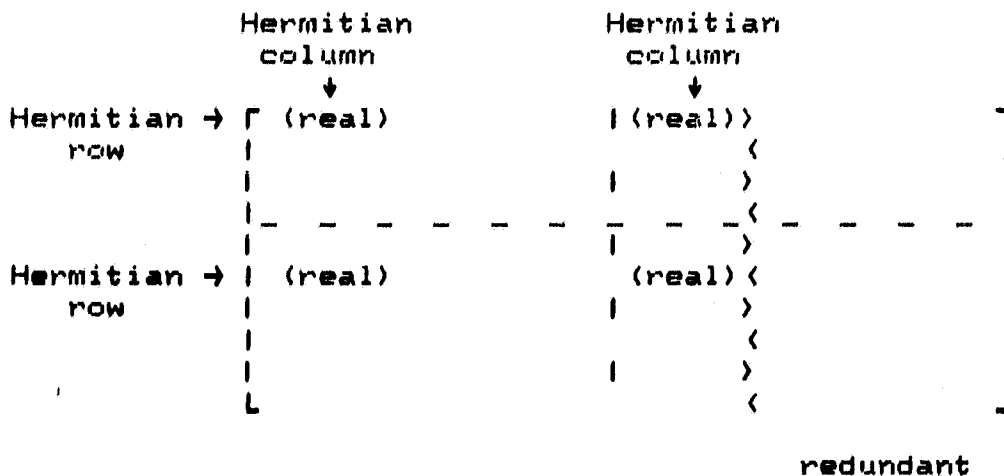 Hermitian Hermitian
column column
Hermitian → (real) (real)
row
Hermitian → (real) (real)
row
redundant